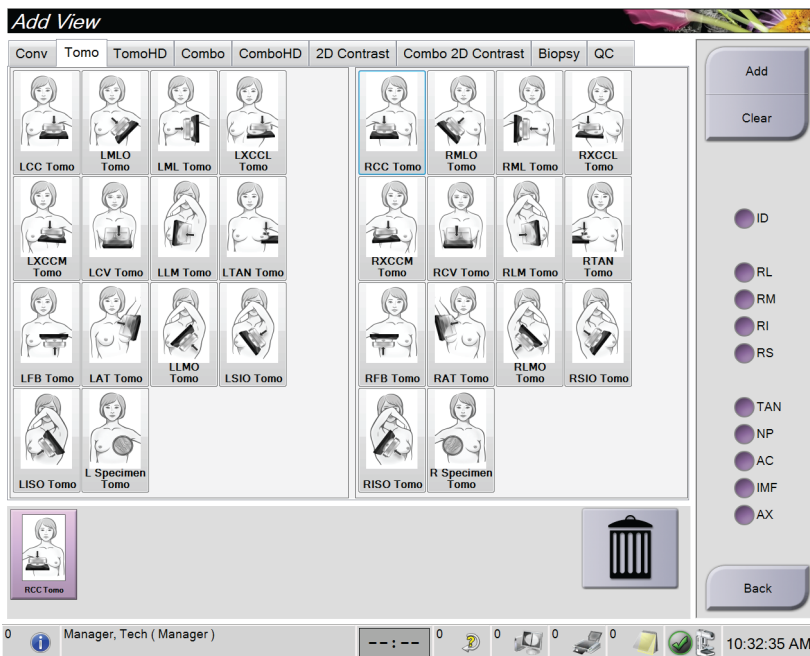 Add View
Conv Tomo TomoHD Combo ComboHD 2D Contrast Combo 2D Contrast Biopsy QC
LCC Tomo
LMLO
Tomo
LML Tomo
LXCCL
Tomo
LXCCM
Tomo
LCV Tomo
LLM Tomo
LTAN Tomo
LFB Tomo
LAT Tomo
LLMO
Tomo
LSIO Tomo
LISO Tomo
L Specimen
Tomo
RCC Tomo
RMLO
Tomo
RML Tomo
RXCCL
Tomo
RXCCM
Tomo
RCV Tomo
RLM Tomo
RTAN
Tomo
RFB Tomo
RAT Tomo
RLMO
Tomo
RSIO Tomo
RISO Tomo
R Specimen
Tomo
Add
Clear
ID
RL
RM
RI
RS
TAN
NP
AC
IMF
AX
Back
RCC Tomo
0 Manager, Tech ( Manager ) --:-- 0 0 0 0 10:32:35 AM